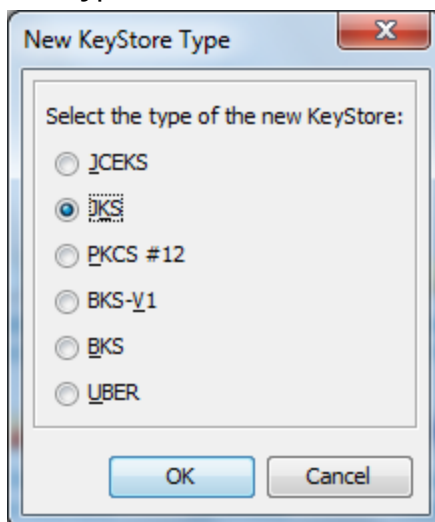 New KeyStore Type
Select the type of the new KeyStore:
JCEKS
JKS
PKCS #12
BKS-V1
BKS
UBER
OK Cancel